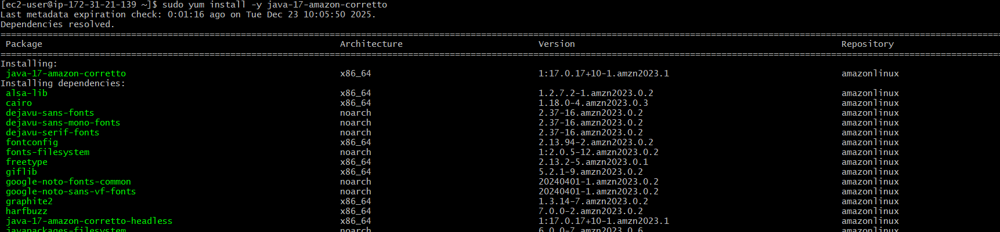 [ec2-user@ip-172-31-21-139 ~]$ sudo yum install -y java-17-amazon-corretto
Last metadata expiration check: 0:01:16 ago on Tue Dec 23 10:05:50 2025.
Dependencies resolved.
Package Architecture Version Repository
Installing:
java-17-amazon-corretto x86_64 1:17.0.17+10-1.amzn2023.1 amazonlinux
Installing dependencies:
alsa-lib x86_64 1.2.7.2-1.amzn2023.0.2 amazonlinux
cairo x86_64 1.18.0-4.amzn2023.0.3 amazonlinux
dejavu-sans-fonts noarch 2.37-16.amzn2023.0.2 amazonlinux
dejavu-sans-mono-fonts noarch 2.37-16.amzn2023.0.2 amazonlinux
dejavu-serif-fonts noarch 2.37-16.amzn2023.0.2 amazonlinux
fontconfig x86_64 2.13.94-2.amzn2023.0.2 amazonlinux
fonts-filesystem noarch 1:2.0.5-12.amzn2023.0.2 amazonlinux
freetype x86_64 2.13.2-5.amzn2023.0.1 amazonlinux
giflib x86_64 5.2.1-9.amzn2023.0.2 amazonlinux
google-noto-fonts-common noarch 20240401-1.amzn2023.0.2 amazonlinux
google-noto-sans-vf-fonts noarch 20240401-1.amzn2023.0.2 amazonlinux
graphite2 x86_64 1.3.14-7.amzn2023.0.2 amazonlinux
harfbuzz x86_64 7.0.0-2.amzn2023.0.2 amazonlinux
java-17-amazon-corretto-headless x86_64 1:17.0.17+10-1.amzn2023.1 amazonlinux
javapackages-filesystem noarch 6.0.0-7.amzn2023.0.6 amazonlinux